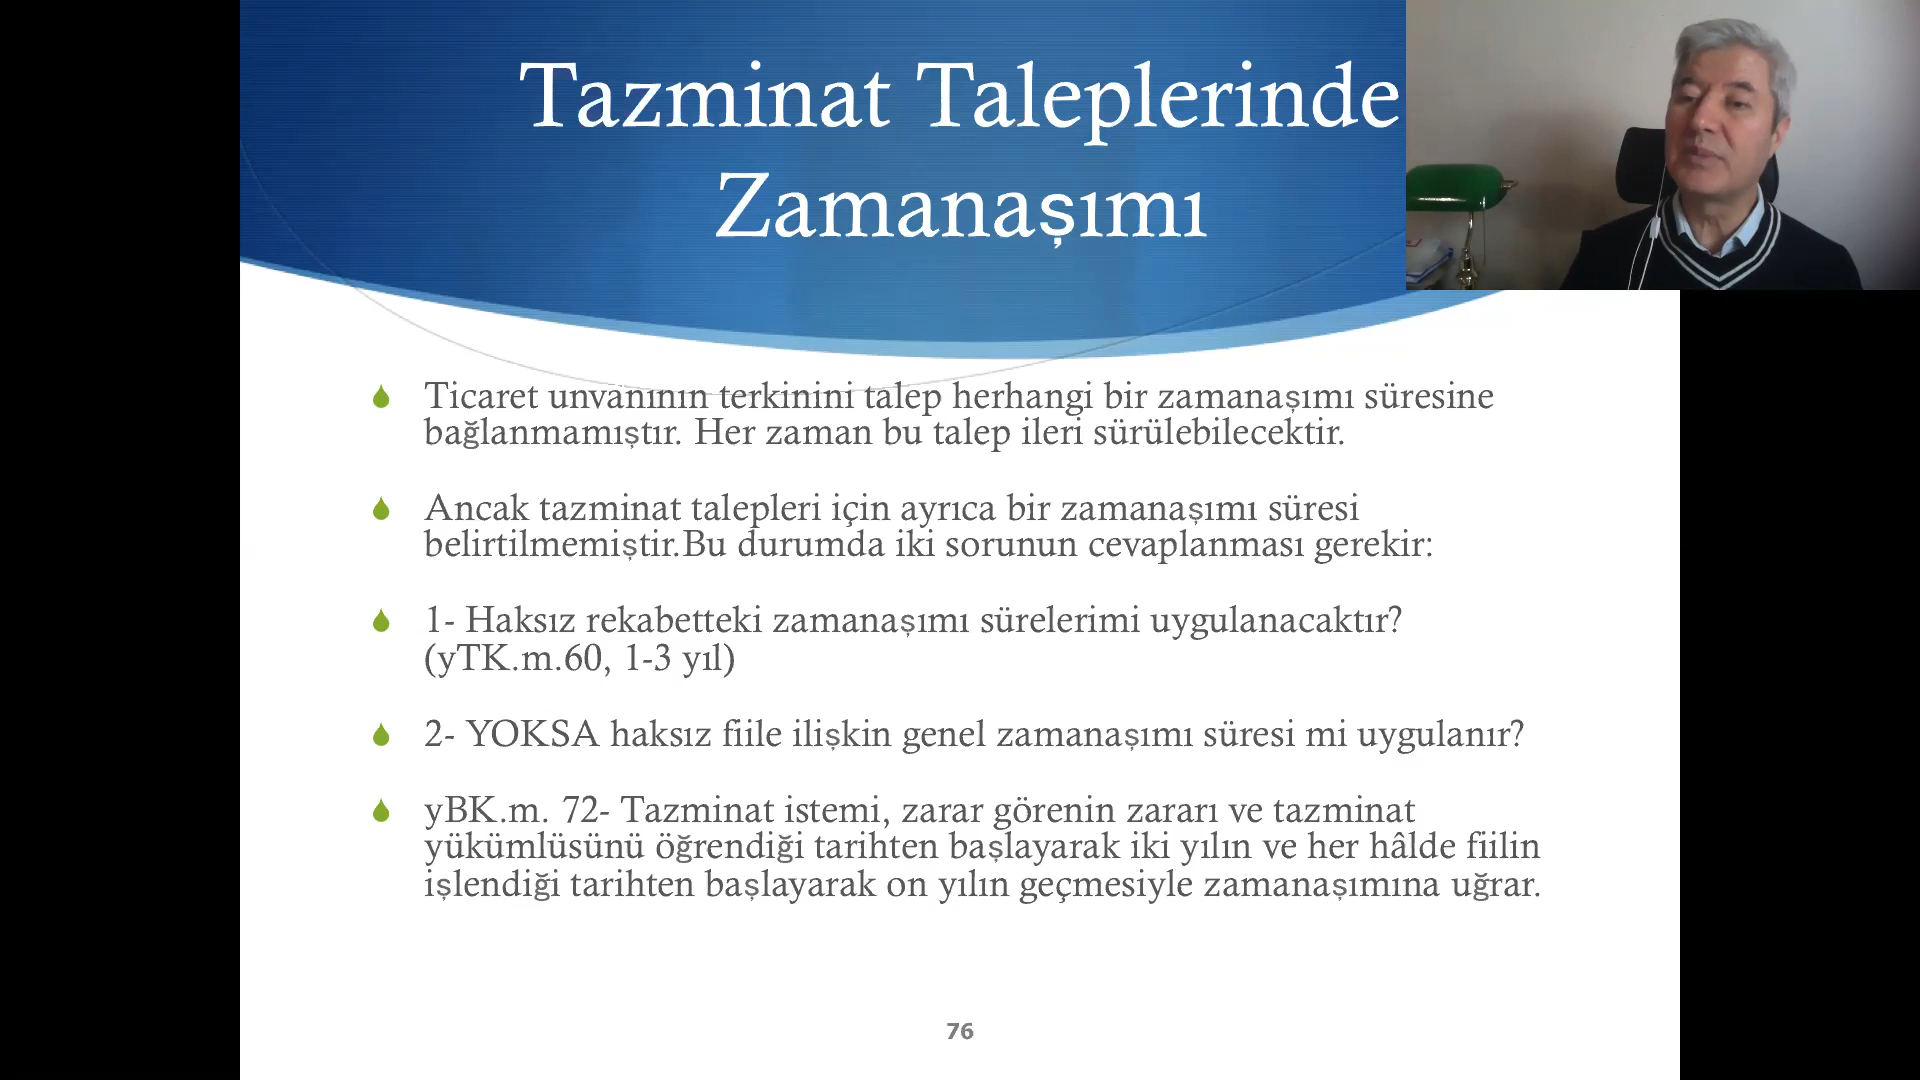 Tazminat Taleplerinde
Zamanaşımı
Ticaret unvanının terkinini talep herhangi bir zamanaşımı süresine
bağlanmamıştır. Her zaman bu talep ileri sürülebilecektir.
Ancak tazminat talepleri için ayrıca bir zamanaşımı süresi
belirtilmemiştir.Bu durumda iki sorunun cevaplanması gerekir:
1- Haksız rekabetteki zamanaşımı sürelerimi uygulanacaktır?
(yTK.m.60, 1-3 yıl)
2- YOKSA haksız fiile ilişkin genel zamanaşımı süresi mi uygulanır?
yBK.m. 72- Tazminat istemi, zarar görenin zararı ve tazminat
yükümlüsünü öğrendiği tarihten başlayarak iki yılın ve her hâlde fiilin
işlendiği tarihten başlayarak on yılın geçmesiyle zamanaşımına uğrar.
76